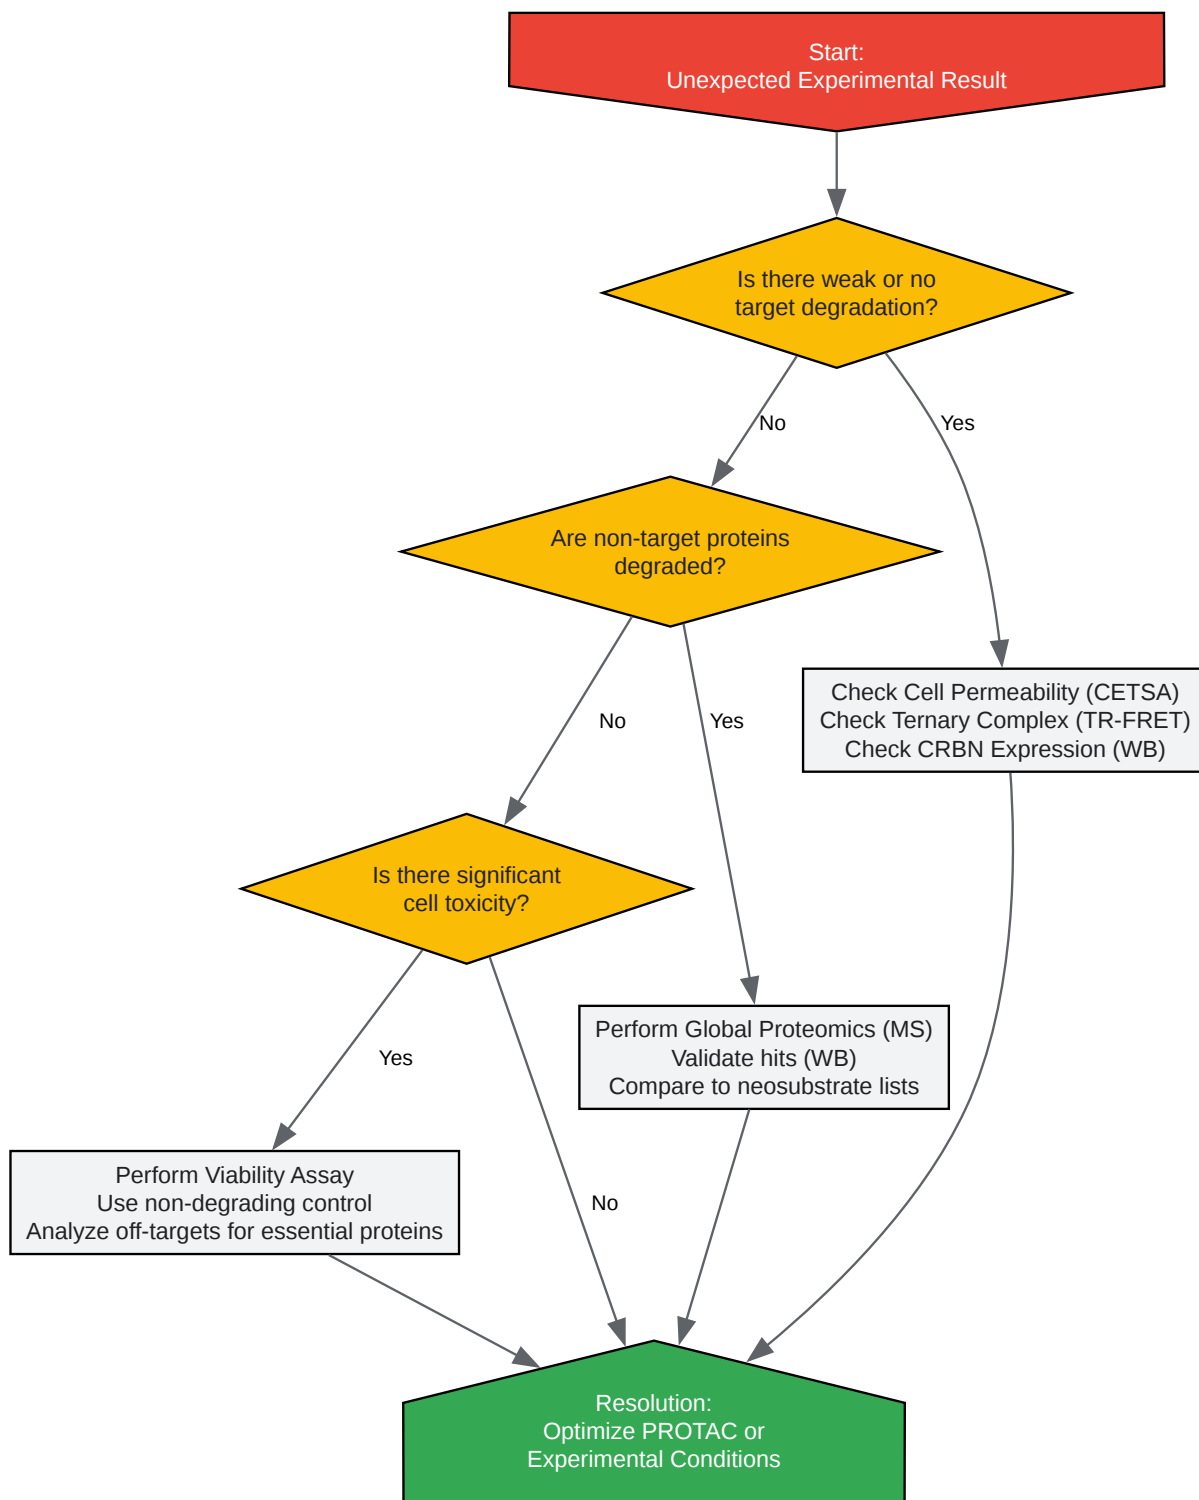 Start:
Unexpected Experimental Result
Is there weak or no
target degradation?
No
Yes
Are non-target proteins
degraded?
No
Yes
Check Cell Permeability (CETSA)
Check Ternary Complex (TR-FRET)
Check CRBN Expression (WB)
Is there significant
cell toxicity?
Yes
No
Perform Global Proteomics (MS)
Validate hits (WB)
Compare to neosubstrate lists
Perform Viability Assay
Use non-degrading control
Analyze off-targets for essential proteins
Resolution:
Optimize PROTAC or
Experimental Conditions